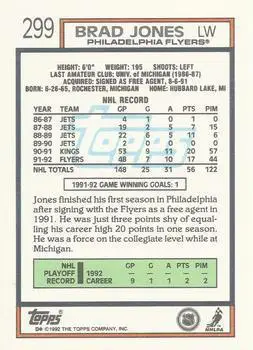 299
BRAD JONES LW
PHILADELPHIA FLYERS®
HEIGHT: 6'0" WEIGHT: 195 SHOOTS: LEFT
LAST AMATEUR CLUB: UNIV. of MICHIGAN (1986-87)
ACQUIRED: SIGNED AS FREE AGENT, 8-6-91
BORN: 6-26-65, ROCHESTER, MICHIGAN HOME: HUBBARD LAKE, MI
NHL RECORD
YEAR CLUB GP G A PTS PIM
86-87 JETS 4 1 0 1 0
87-88 JETS 19 2 5 7 15
88-89 JETS 22 6 5 11 6
89-90 JETS 2 0 0 0 0
90-91 KINGS 53 9 11 20 57
91-92 FLYERS 48 7 10 17 44
NHL TOTALS 148 25 31 56 122
1991-92 GAME WINNING GOALS: 1
Jones finished his first season in Philadelphia
after signing with the Flyers as a free agent in
1991. He was just three points shy of equal-
ing his career high 20 points in one season.
He was a force on the collegiate level while at
Michigan.
NHL PLAYOFF RECORD
GP G A PTS PIM
1992
CAREER 9 1 1 2 2
Topps
® © 1992 THE TOPPS COMPANY, INC.
NHL
NHLPA